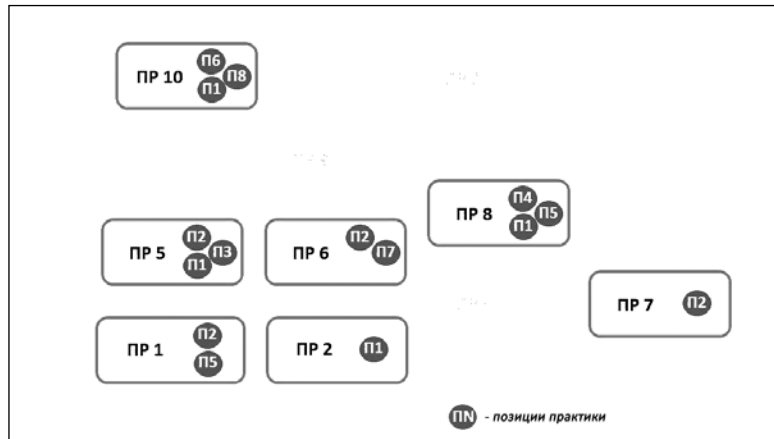 ПР 10 П6 П8 П1
ПР 8 П4 П5 П1
ПР 5 П2 П3 П1
ПР 6 П2 П7
ПР 7 П2
ПР 1 П2 П5
ПР 2 П1
ПN - позиции практики